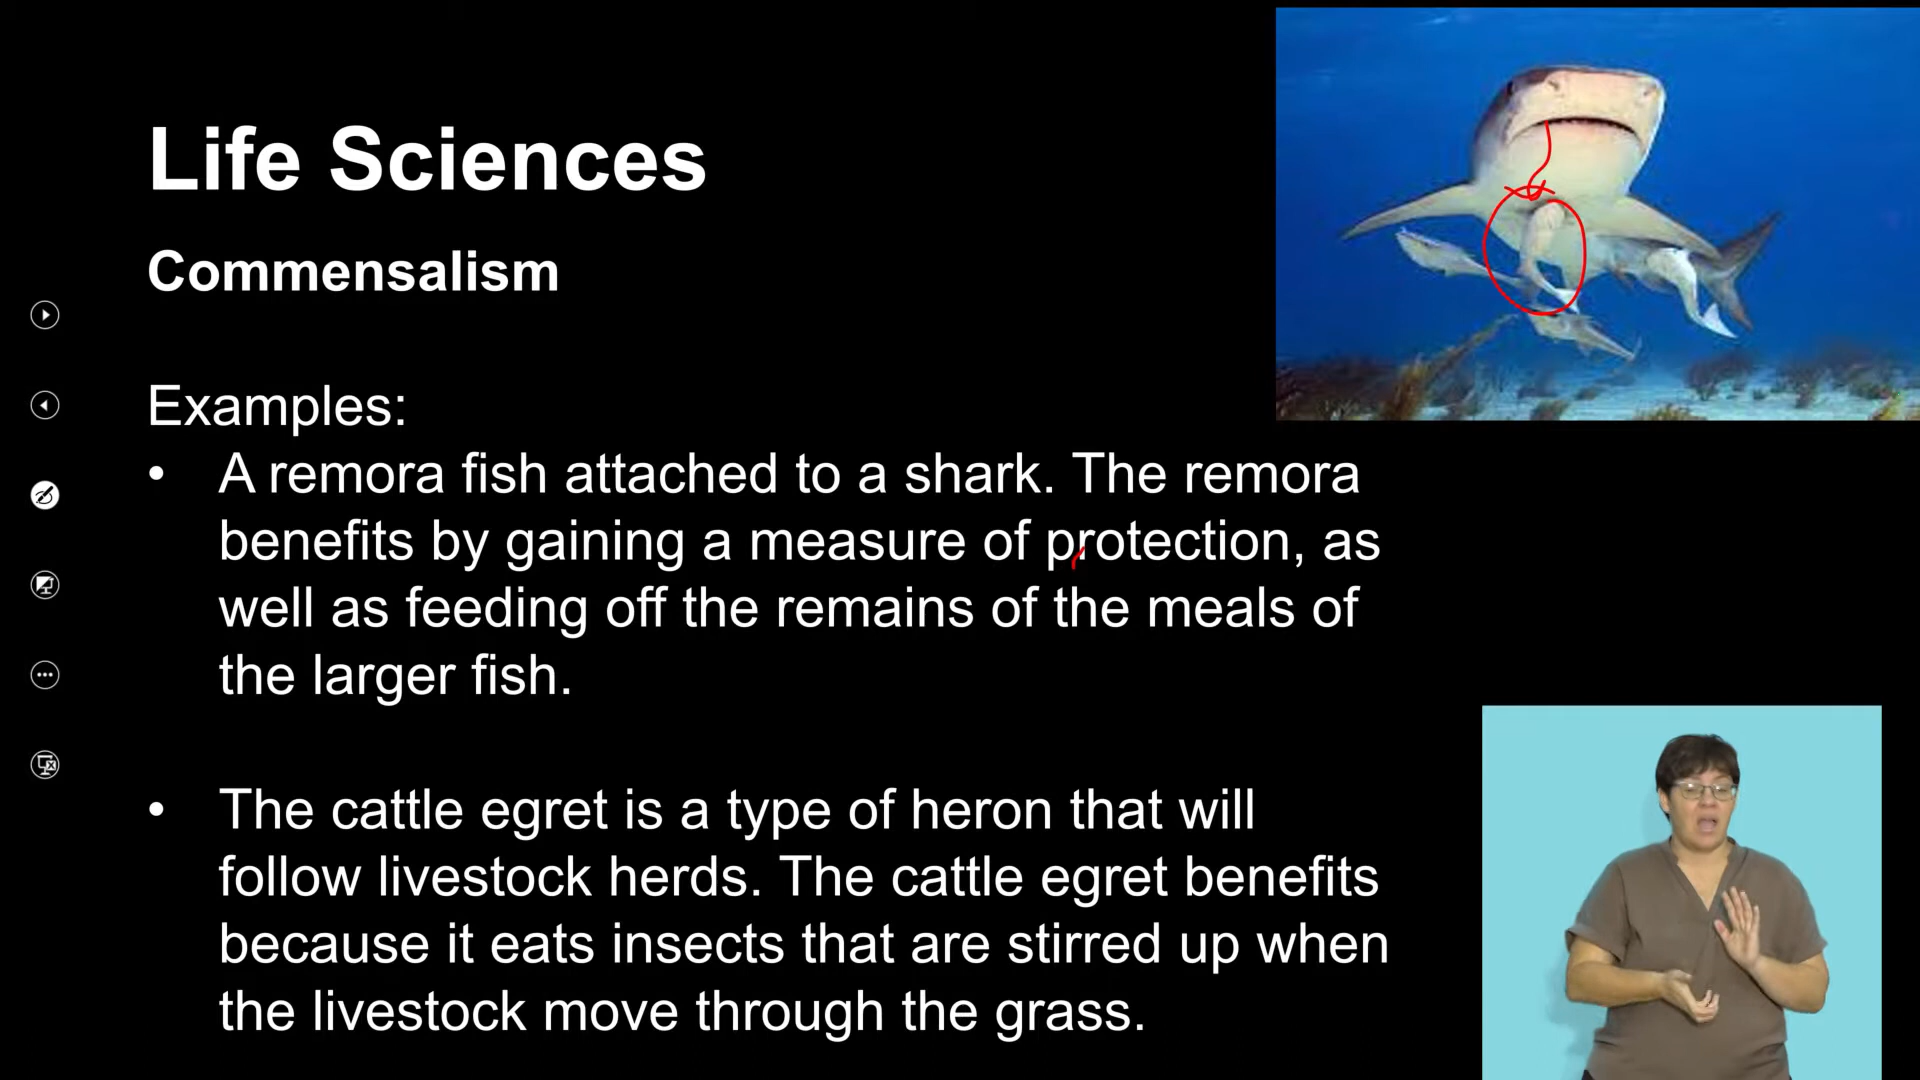 Life Sciences
Commensalism
Examples:
• A remora fish attached to a shark. The remora
benefits by gaining a measure of protection, as
well as feeding off the remains of the meals of
the larger fish.
• The cattle egret is a type of heron that will
follow livestock herds. The cattle egret benefits
because it eats insects that are stirred up when
the livestock move through the grass.